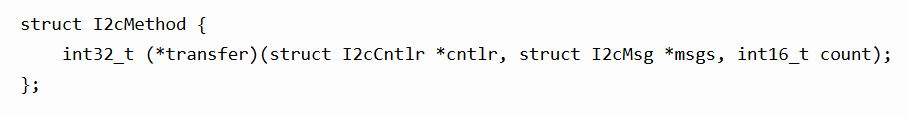 struct I2cMethod {
    int32_t (*transfer)(struct I2cCntlr *cntlr, struct I2cMsg *msgs, int16_t count);
};